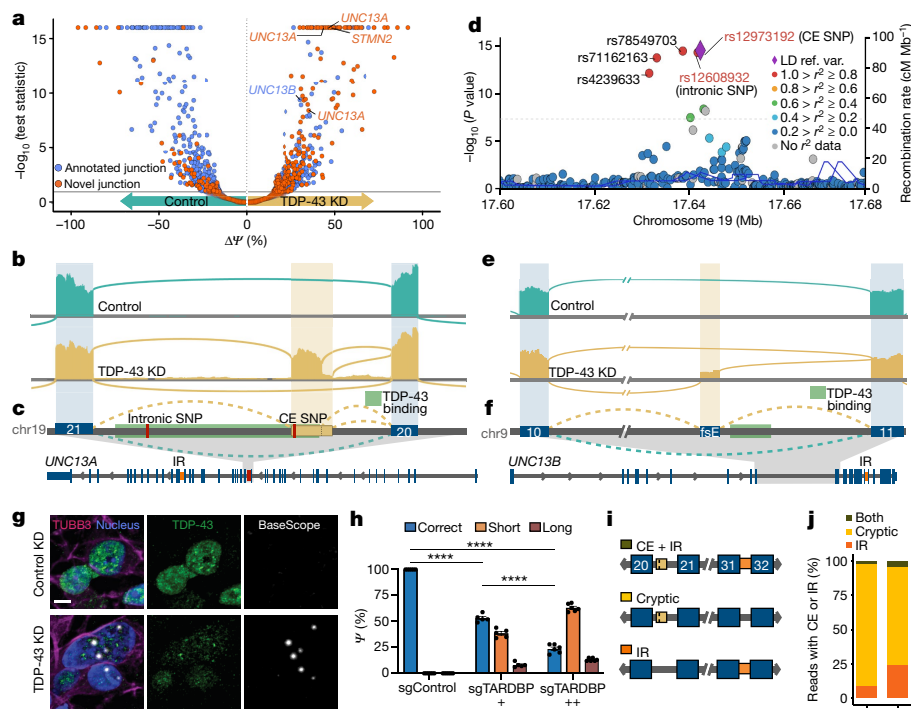 a
−log10 (test statistic)
15
10
5
0
UNC13A
UNC13A
STMN2
UNC13B
UNC13A
Annotated junction
Novel junction
Control
TDP-43 KD
−100
−50
0
50
100
ΔΨ (%)
d
−log10 (P value)
15
10
5
0
rs78549703
rs71162163
rs4239633
rs12973192 (CE SNP)
rs12608932
(intronic SNP)
LD ref. var.
1.0 > r2 ≥ 0.8
0.8 > r2 ≥ 0.6
0.6 > r2 ≥ 0.4
0.4 > r2 ≥ 0.2
0.2 > r2 ≥ 0.0
No r2 data
100
80
60
40
20
0
Recombination rate (cM Mb−1)
17.60
17.62
17.64
17.66
17.68
Chromosome 19 (Mb)
b
Control
TDP-43 KD
c
Intronic SNP
CE SNP
TDP-43
binding
chr19
21
20
UNC13A
IR
e
Control
TDP-43 KD
f
TDP-43
binding
chr9
10
fsE
11
UNC13B
IR
g
TUBB3 Nucleus
TDP-43
BaseScope
Control KD
TDP-43 KD
h
Correct
Short
Long
****
****
****
Ψ (%)
100
75
50
25
0
sgControl
sgTARDBP
+
sgTARDBP
++
i
CE + IR
20
21
31
32
Cryptic
IR
j
Both
Cryptic
IR
Reads with CE or IR (%)
100
75
50
25
0